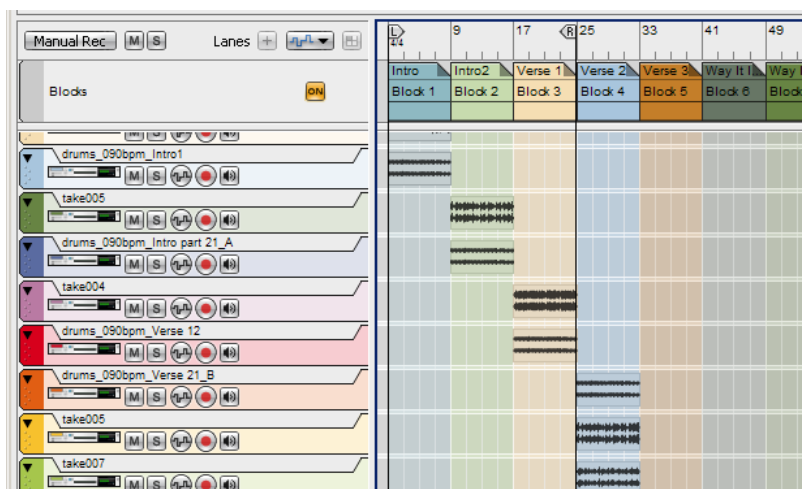 Manual Rec M S Lanes +
L 9 17 R 25 33 41 49
4/4
Intro Intro2 Verse 1 Verse 2 Verse 3 Way It I Way I
Blocks ON Block 1 Block 2 Block 3 Block 4 Block 5 Block 6 Block
M S
drums_090bpm_Intro1
M S
take005
M S
drums_090bpm_Intro part 21_A
M S
take004
M S
drums_090bpm_Verse 12
M S
drums_090bpm_Verse 21_B
M S
take005
M S
take007
M S